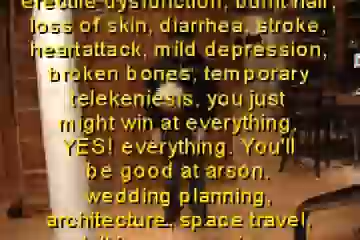 erectile dysfunction, burnt hair,
loss of skin, diarrhea, stroke,
heartattack, mild depression,
broken bones, temporary
telekeniesis, you just
might win at everything.
YES! everything. You'll
be good at arson,
wedding planning,
architecture, space travel,